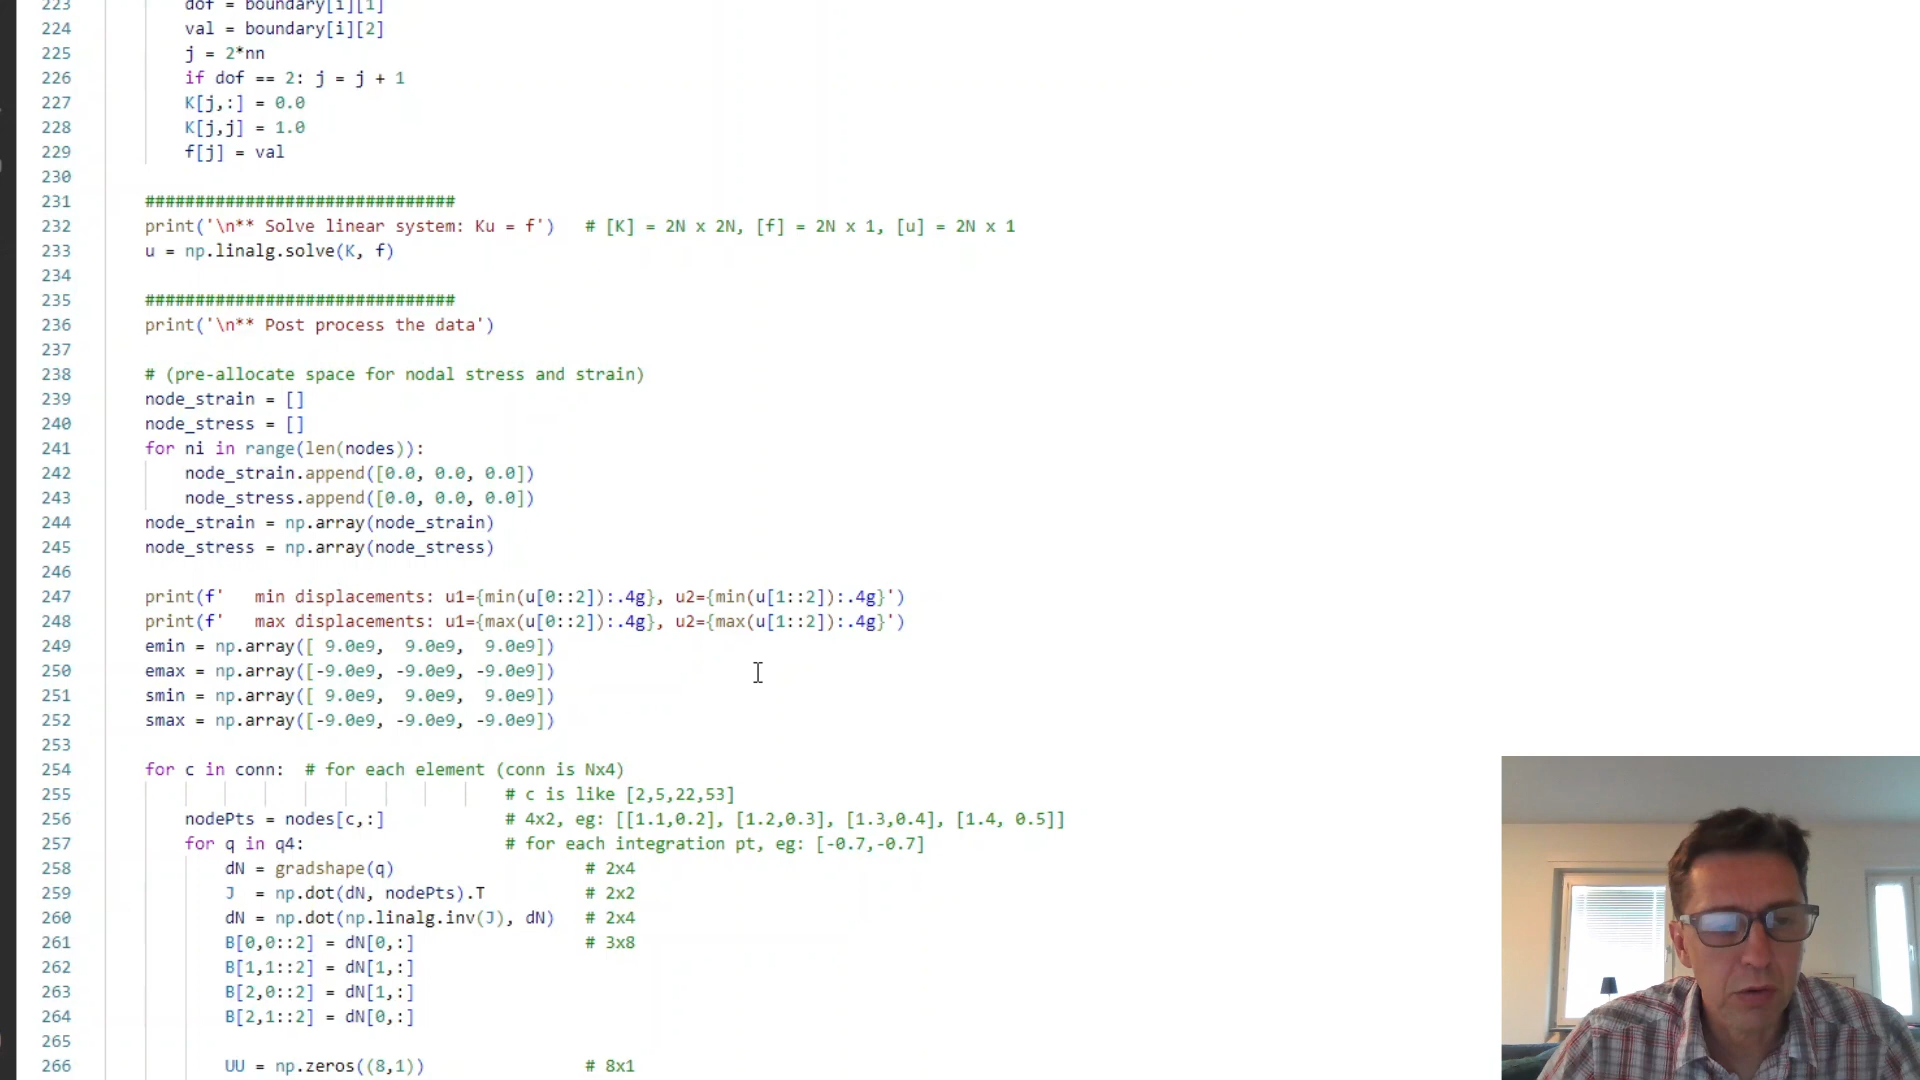 223 dof = boundary[i][1]
224 val = boundary[i][2]
225 j = 2*nn
226 if dof == 2: j = j + 1
227 K[j,:] = 0.0
228 K[j,j] = 1.0
229 f[j] = val
230
231 ###############################
232 print('\n** Solve linear system: Ku = f')   # [K] = 2N x 2N, [f] = 2N x 1, [u] = 2N x 1
233 u = np.linalg.solve(K, f)
234
235 ###############################
236 print('\n** Post process the data')
237
238 # (pre-allocate space for nodal stress and strain)
239 node_strain = []
240 node_stress = []
241 for ni in range(len(nodes)):
242     node_strain.append([0.0, 0.0, 0.0])
243     node_stress.append([0.0, 0.0, 0.0])
244 node_strain = np.array(node_strain)
245 node_stress = np.array(node_stress)
246
247 print(f'   min displacements: u1={min(u[0::2]):.4g}, u2={min(u[1::2]):.4g}')
248 print(f'   max displacements: u1={max(u[0::2]):.4g}, u2={max(u[1::2]):.4g}')
249 emin = np.array([ 9.0e9,  9.0e9,  9.0e9])
250 emax = np.array([-9.0e9, -9.0e9, -9.0e9])
251 smin = np.array([ 9.0e9,  9.0e9,  9.0e9])
252 smax = np.array([-9.0e9, -9.0e9, -9.0e9])
253
254 for c in conn:  # for each element (conn is Nx4)
255                                     # c is like [2,5,22,53]
256     nodePts = nodes[c,:]            # 4x2, eg: [[1.1,0.2], [1.2,0.3], [1.3,0.4], [1.4, 0.5]]
257     for q in q4:                    # for each integration pt, eg: [-0.7,-0.7]
258         dN = gradshape(q)                   # 2x4
259         J  = np.dot(dN, nodePts).T          # 2x2
260         dN = np.dot(np.linalg.inv(J), dN)   # 2x4
261         B[0,0::2] = dN[0,:]                 # 3x8
262         B[1,1::2] = dN[1,:]
263         B[2,0::2] = dN[1,:]
264         B[2,1::2] = dN[0,:]
265
266         UU = np.zeros((8,1))                # 8x1